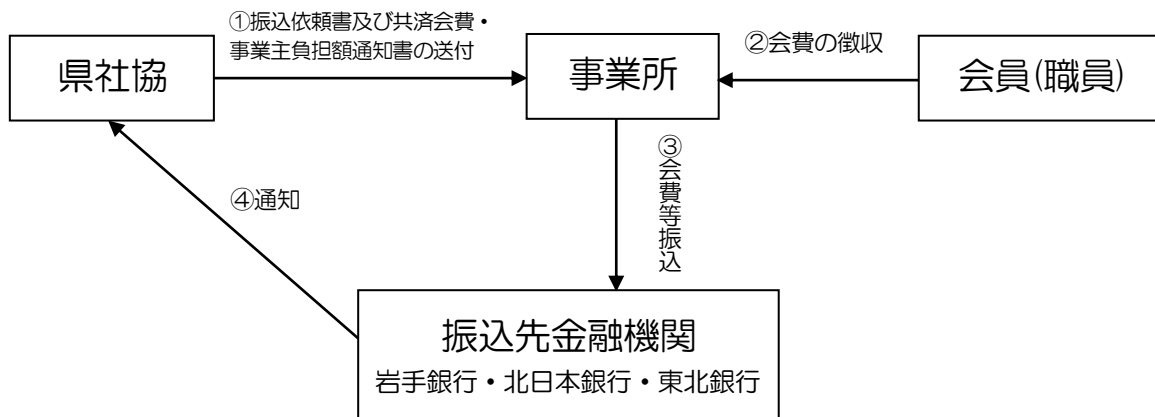 ①振込依頼書及び共済会費・
事業主負担額通知書の送付
②会費の徴収
県社協
事業所
会員(職員)
③会費等振込
④通知
振込先金融機関
岩手銀行・北日本銀行・東北銀行